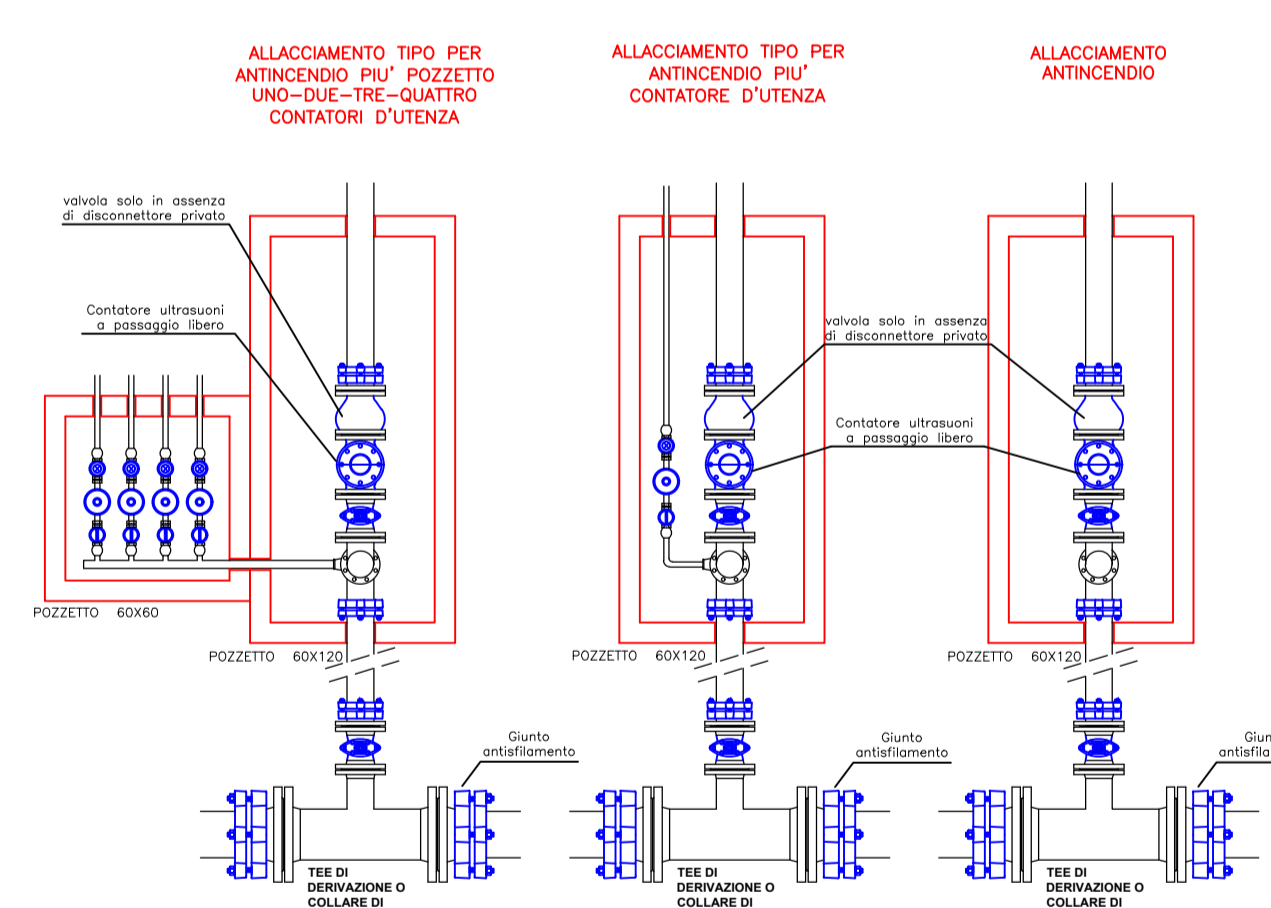 ALLACCIAMENTO TIPO PER
ANTINCENDIO PIU' POZZETTO
UNO-DUE-TRE-QUATTRO
CONTATORI D'UTENZA
ALLACCIAMENTO TIPO PER
ANTINCENDIO PIU'
CONTATORE D'UTENZA
ALLACCIAMENTO
ANTINCENDIO
valvola solo in assenza
di disconnettore privato
Contatore ultrasuoni
a passaggio libero
valvola solo in assenza
di disconnettore privato
Contatore ultrasuoni
a passaggio libero
POZZETTO 60X60
POZZETTO 60X120
POZZETTO 60X120
POZZETTO 60X120
Giunto
antisfilamento
Giunto
antisfilamento
Giun
antisfila
TEE DI
DERIVAZIONE O
COLLARE DI
TEE DI
DERIVAZIONE O
COLLARE DI
TEE DI
DERIVAZIONE O
COLLARE DI